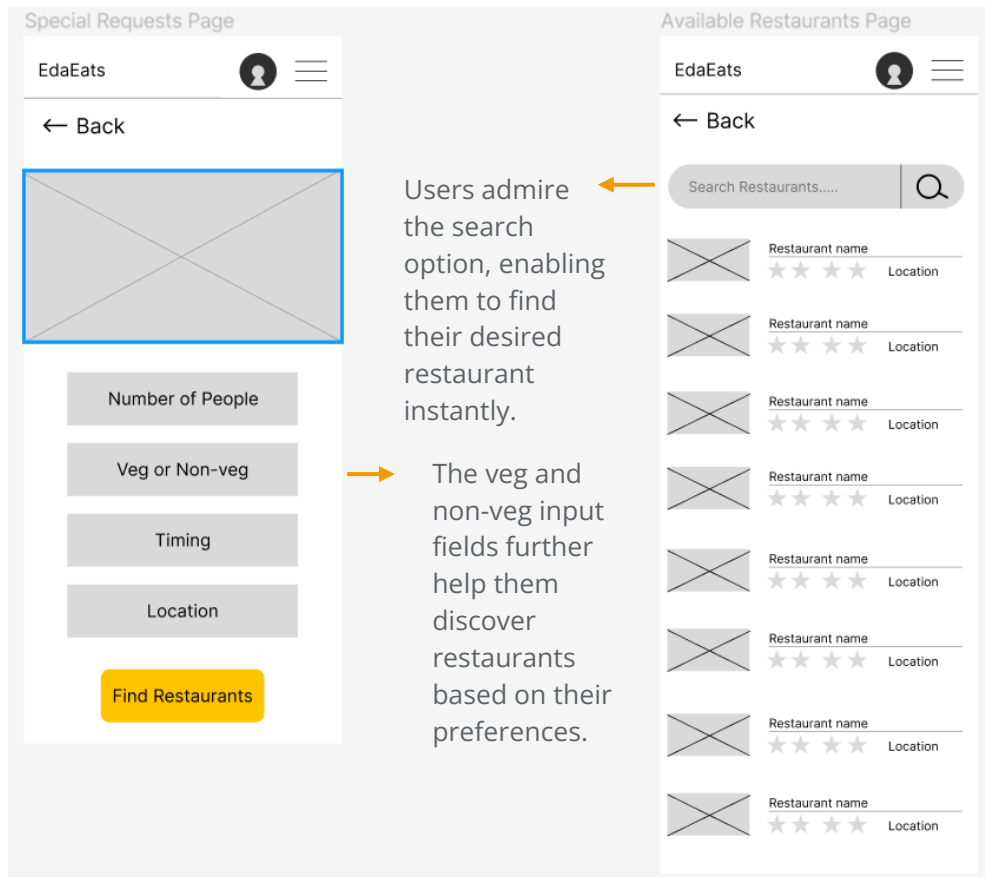 Special Requests Page
EdaEats
← Back
Number of People
Veg or Non-veg
Timing
Location
Find Restaurants
Users admire
the search
option, enabling
them to find
their desired
restaurant
instantly.
The veg and
non-veg input
fields further
help them
discover
restaurants
based on their
preferences.
Available Restaurants Page
EdaEats
← Back
Search Restaurants.....
Restaurant name
Location
Restaurant name
Location
Restaurant name
Location
Restaurant name
Location
Restaurant name
Location
Restaurant name
Location
Restaurant name
Location
Restaurant name
Location